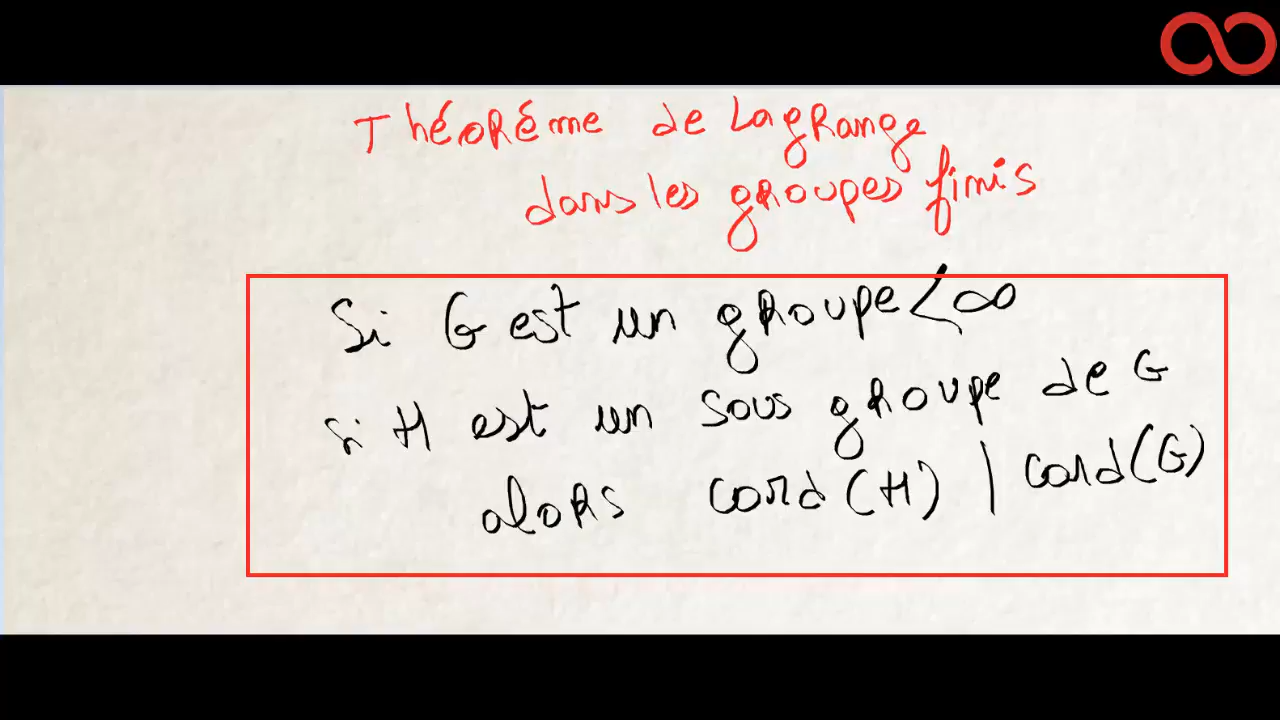 Théoréme de Lagrange
dans les groupes finis
Si G est un groupe < ∞
si H est un sous groupe de G
alors card(H) | card(G)